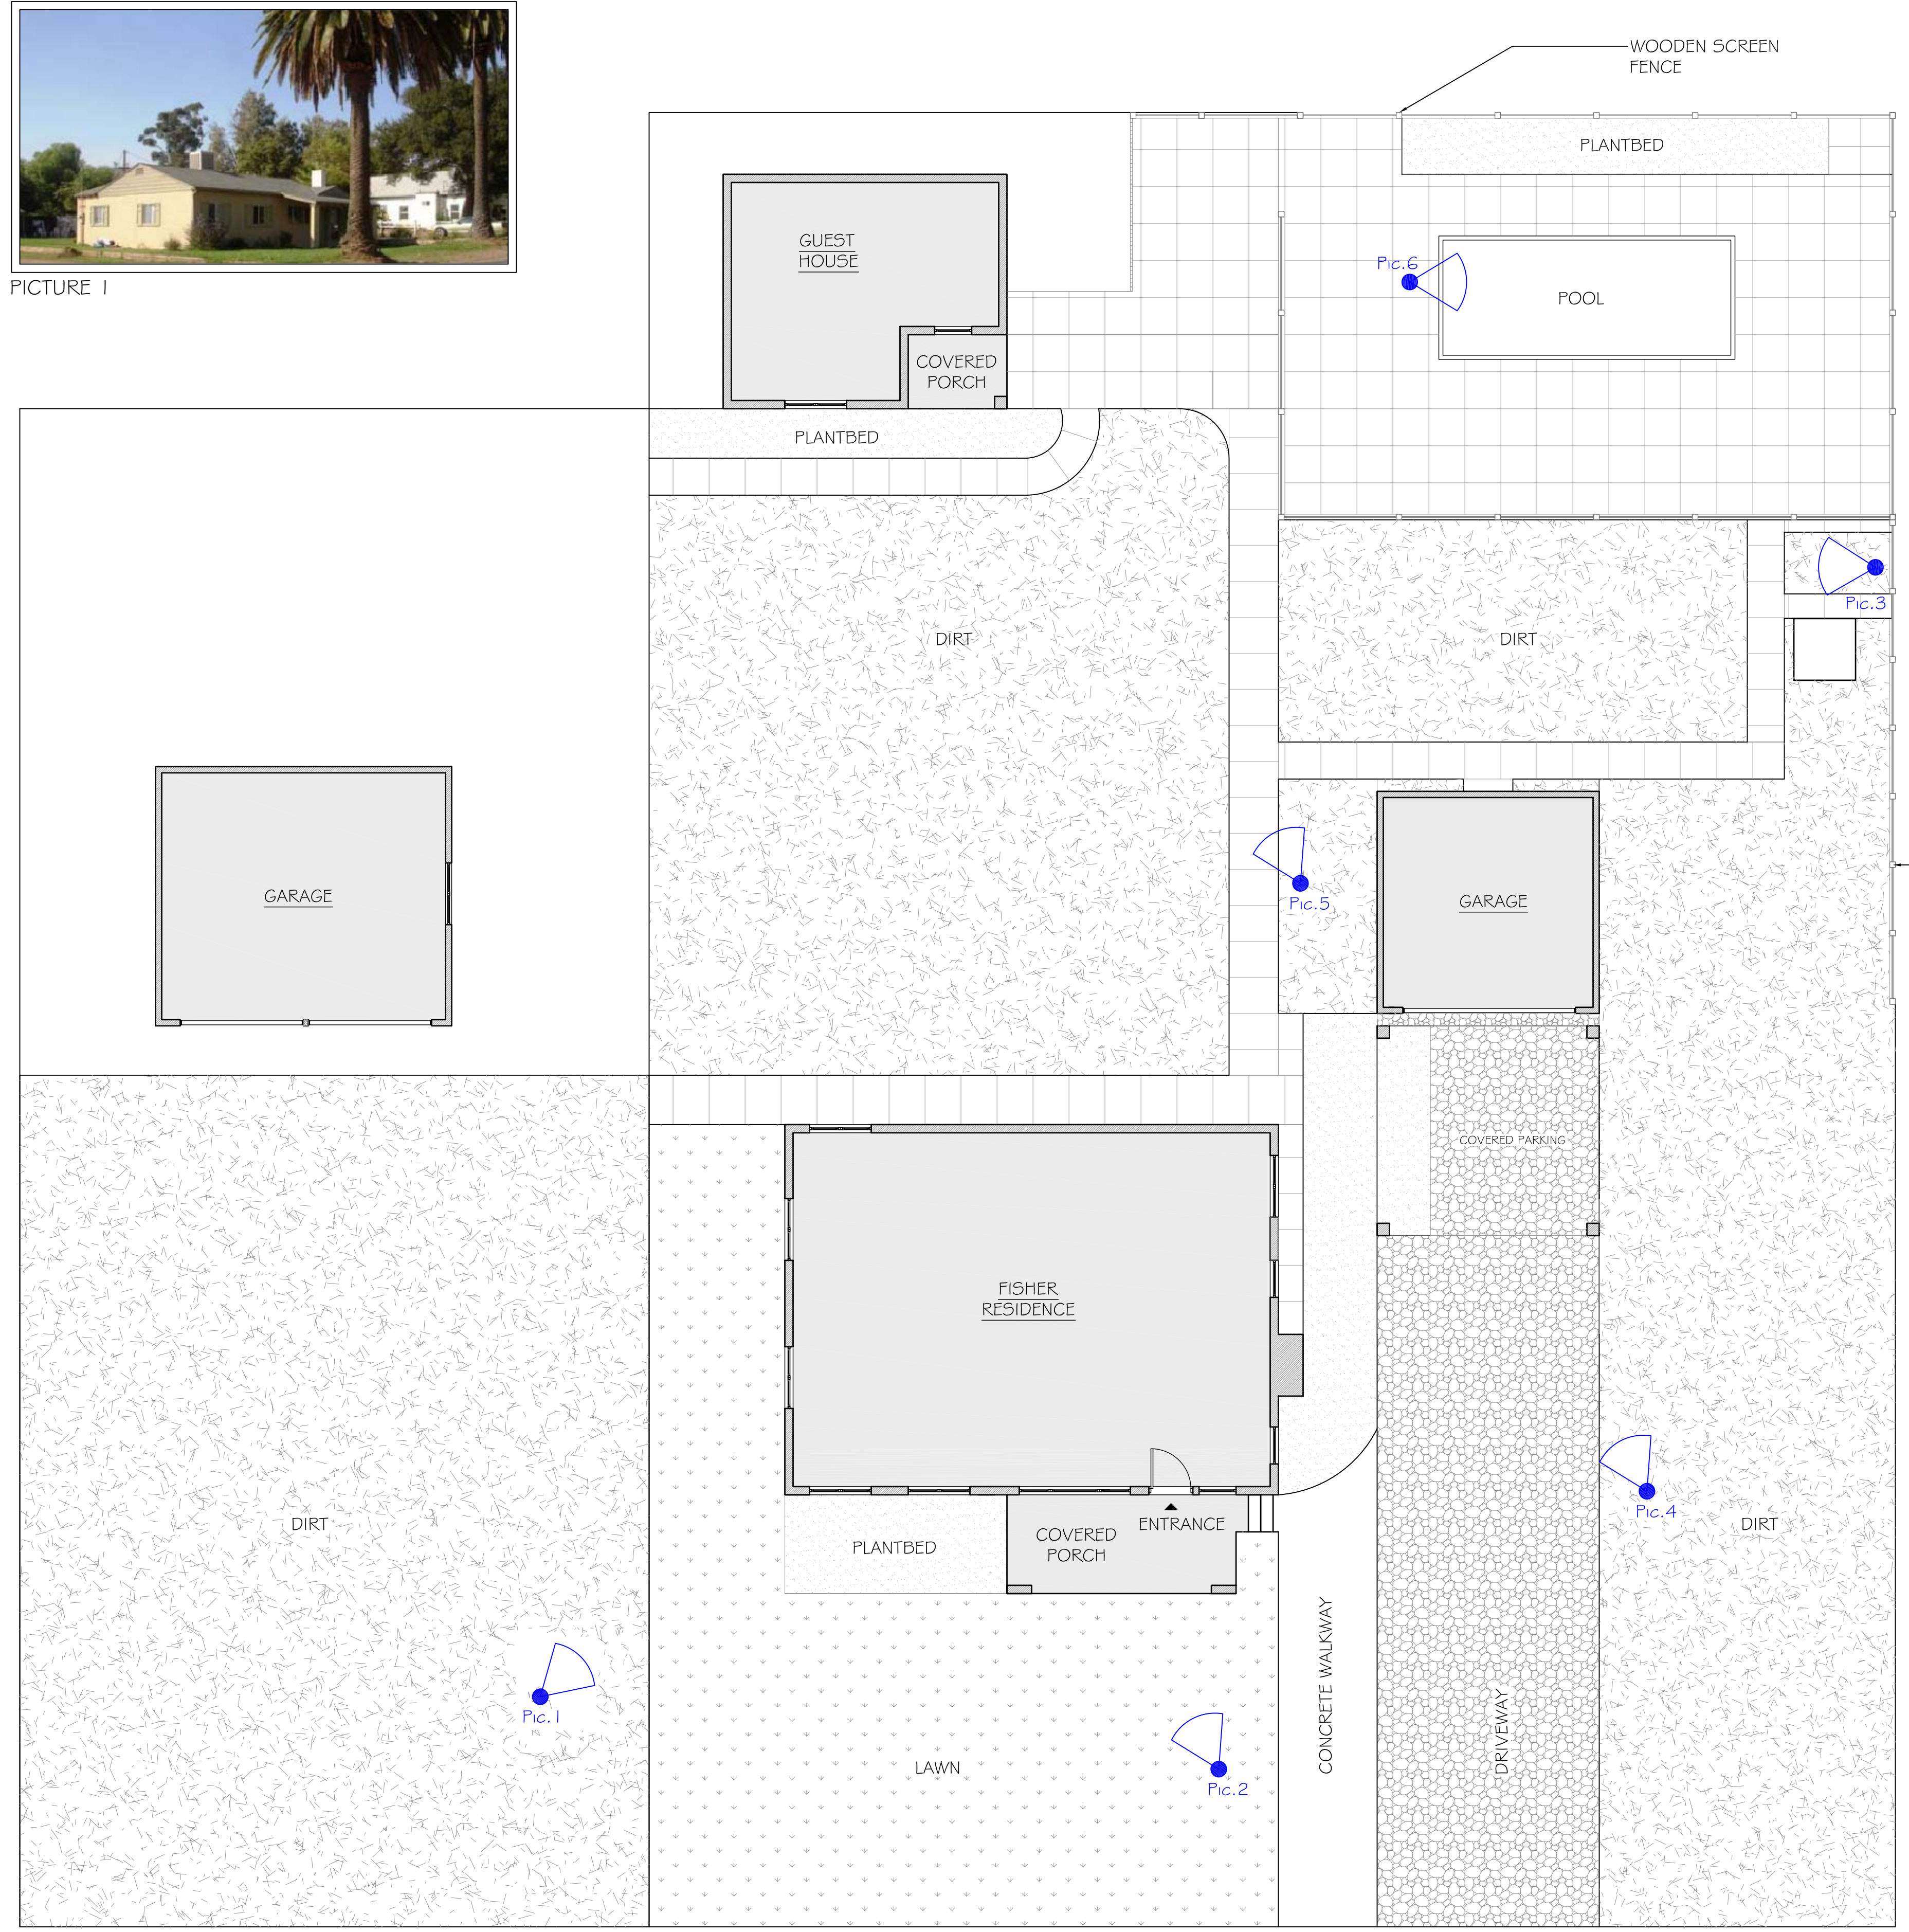 WOODEN SCREEN
FENCE
PLANTBED
PICTURE 1
GUEST
HOUSE
Pic.6
POOL
COVERED
PORCH
PLANTBED
DIRT
DIRT
Pic.3
GARAGE
Pic.5
GARAGE
COVERED PARKING
FISHER
RESIDENCE
DIRT
PLANTBED
COVERED
PORCH
ENTRANCE
Pic.4
DIRT
CONCRETE WALKWAY
DRIVEWAY
Pic.1
LAWN
Pic.2